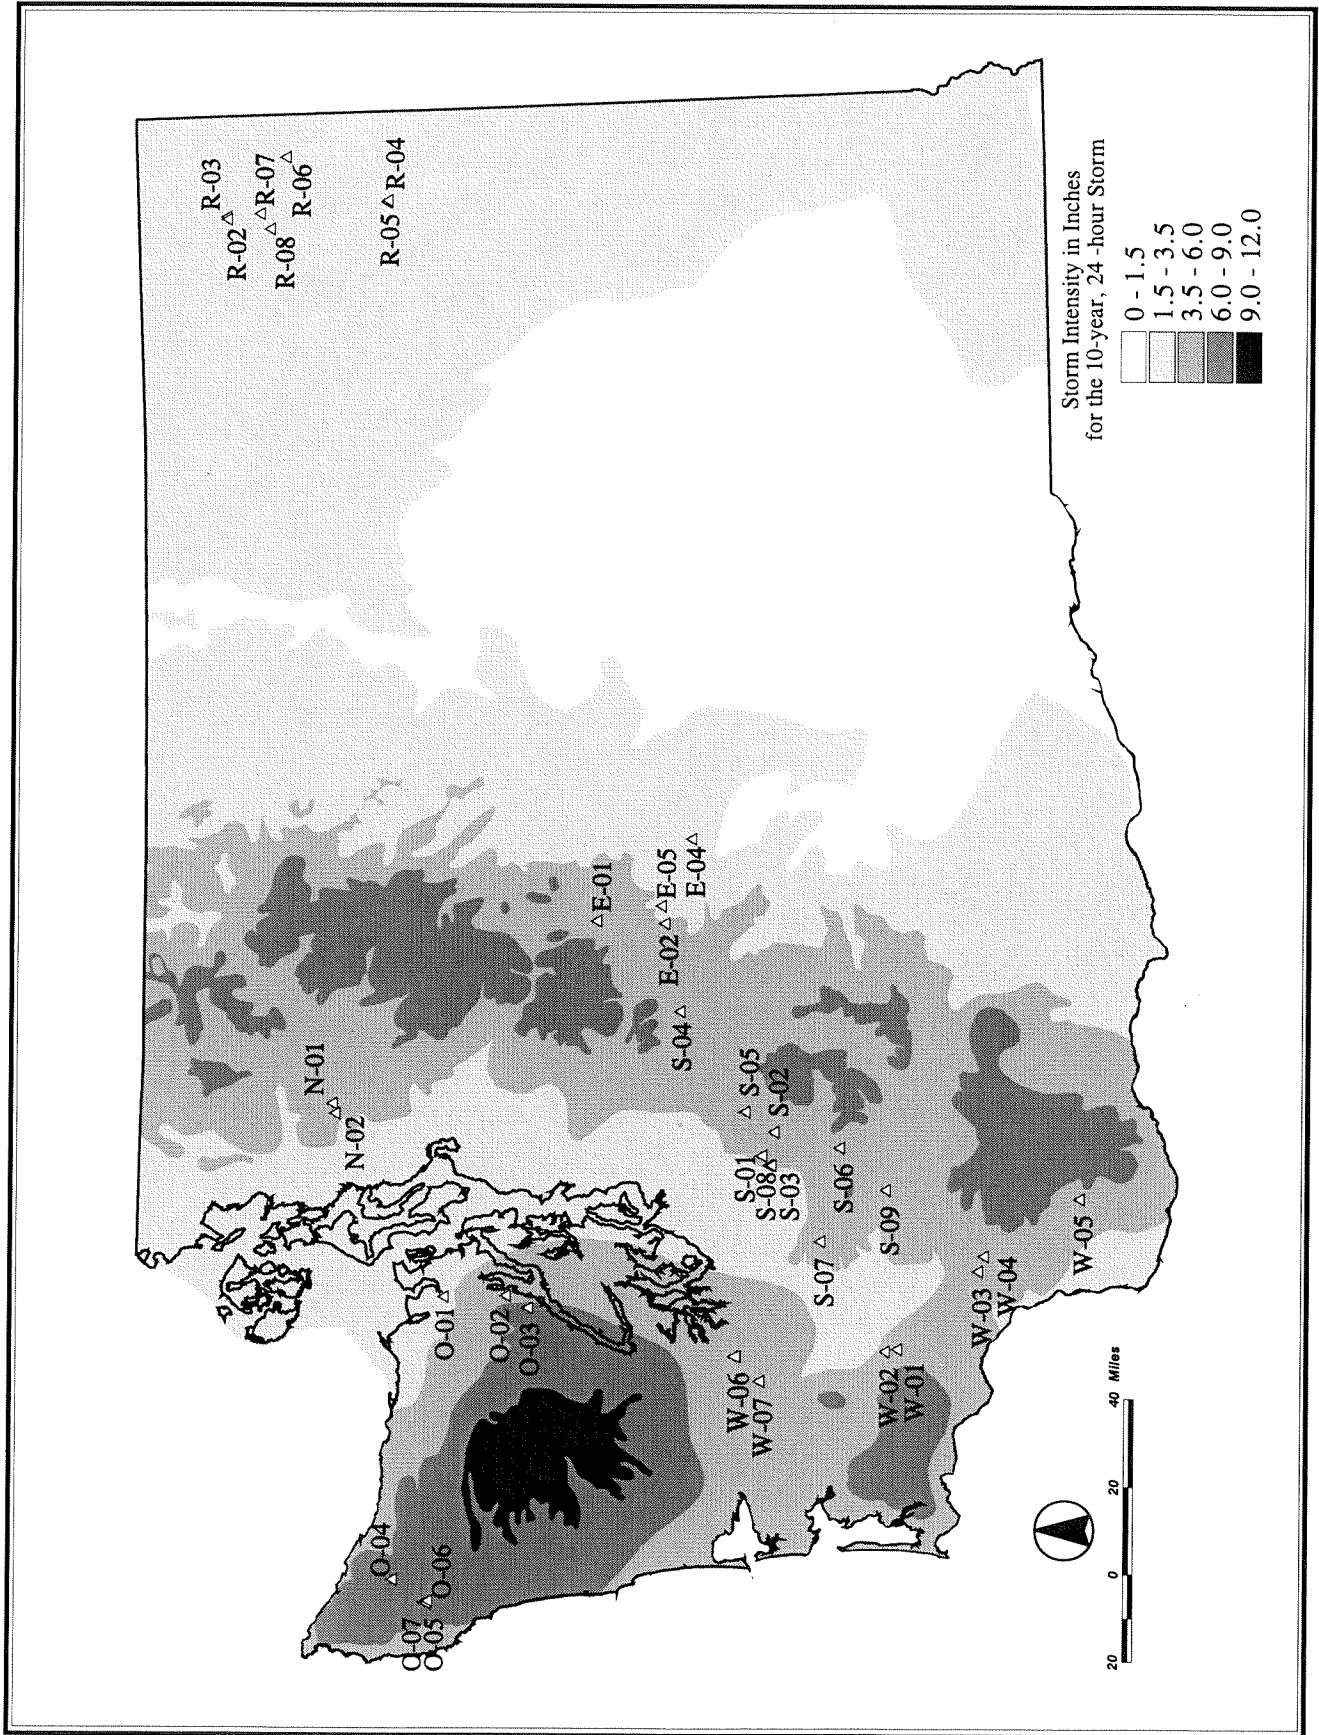 R-03
R-02
R-07
R-08
R-06
R-05
R-04
N-01
N-02
E-01
E-02
E-05
E-04
S-04
S-05
S-02
S-01
S-08
S-03
S-06
S-09
S-07
O-01
O-02
O-03
O-04
O-06
O-07
O-05
W-06
W-07
W-02
W-01
W-03
W-04
W-05
Storm Intensity in Inches
for the 10-year, 24 -hour Storm
0 - 1.5
1.5 - 3.5
3.5 - 6.0
6.0 - 9.0
9.0 - 12.0
20 0 20 40 Miles